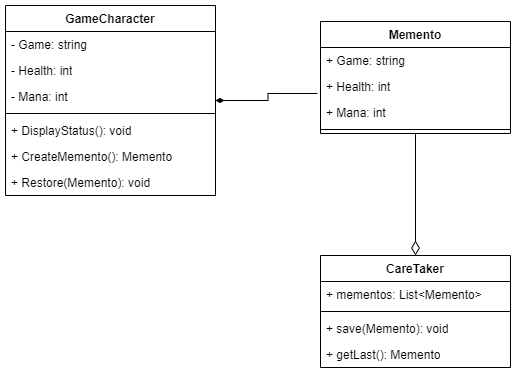 GameCharacter
- Game: string
- Health: int
- Mana: int
+ DisplayStatus(): void
+ CreateMemento(): Memento
+ Restore(Memento): void
Memento
+ Game: string
+ Health: int
+ Mana: int
CareTaker
+ mementos: List<Memento>
+ save(Memento): void
+ getLast(): Memento